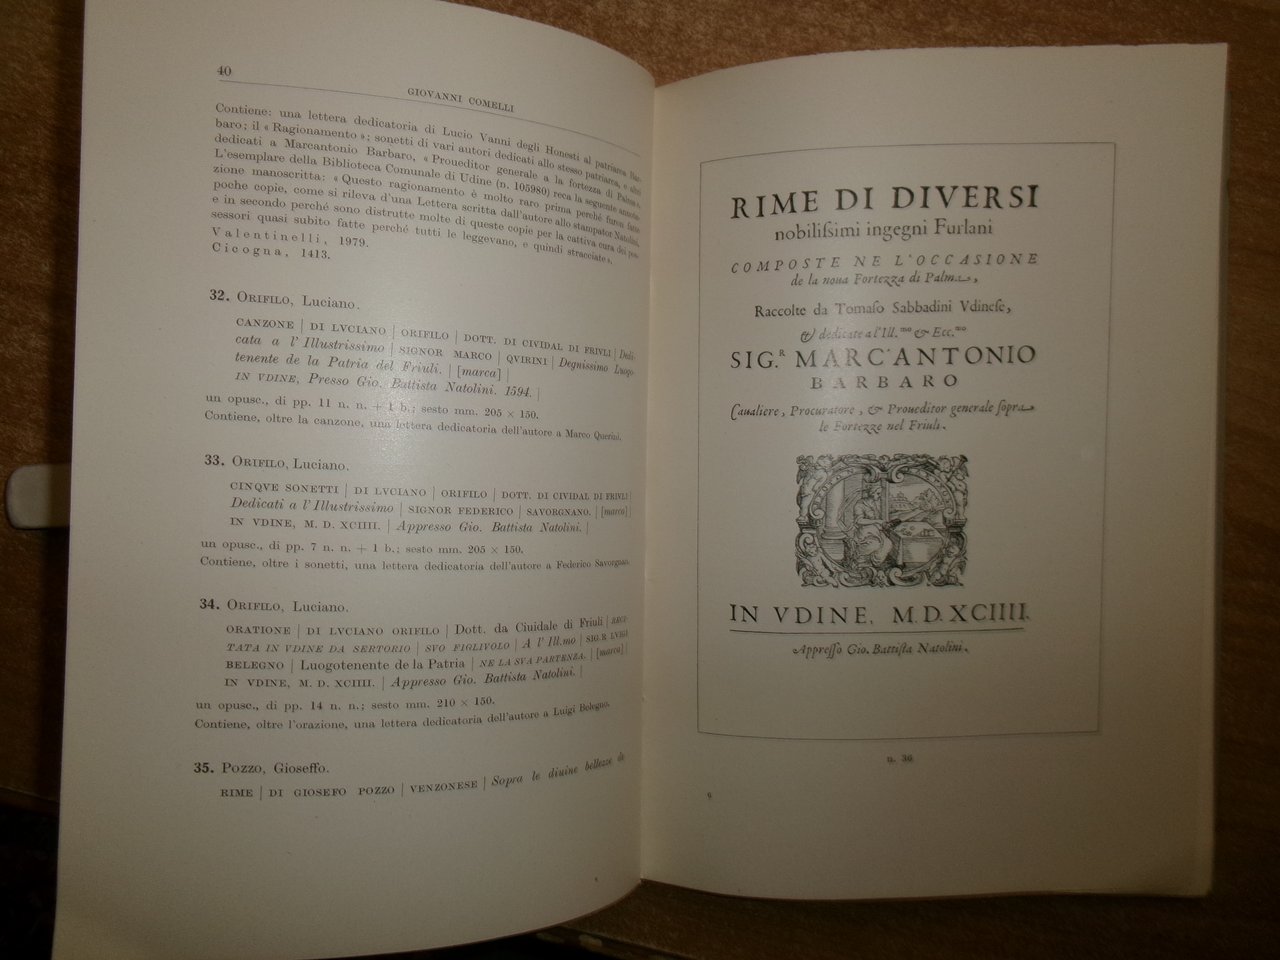 40
GIOVANNI COMELLI
Contiene: una lettera dedicatoria di Lucio Vanni degli Honesti al patriarca Bar-
baro; il « Ragionamento »; sonetti di vari autori dedicati allo stesso patriarca, e altri
dedicati a Marcantonio Barbaro, « Proueditor generale a la fortezza di Palma ».
L'esemplare della Biblioteca Comunale di Udine (n. 105980) reca la seguente annota-
zione manoscritta: « Questo ragionamento è molto raro prima perché furon fatte
poche copie, come si rileva d'una Lettera scritta dall'autore allo stampator Natolini,
e in secondo perché sono distrutte molte di queste copie per la cattiva cura dei pos-
sessori quasi subito fatte perché tutti le leggevano, e quindi stracciate ».
Valentinelli, 1979.
Cicogna, 1413.
32. ORIFILO, Luciano.
CANZONE | DI LVCIANO | ORIFILO | DOTT. DI CIVIDAL DI FRIVLI | Dedi-
cata a l' Illustrissimo | SIGNOR MARCO | QVIRINI | Degnissimo Luogo-
tenente de la Patria del Friuli. | [marca] |
IN VDINE, Presso Gio. Battista Natolini. 1594. |
un opusc., di pp. 11 n. n. + 1 b.; sesto mm. 205 × 150.
Contiene, oltre la canzone, una lettera dedicatoria dell'autore a Marco Querini.
33. ORIFILO, Luciano.
CINQVE SONETTI | DI LVCIANO | ORIFILO | DOTT. DI CIVIDAL DI FRIVLI |
Dedicati a l'Illustrissimo | SIGNOR FEDERICO | SAVORGNANO. | [marca] |
IN VDINE, M. D. XCIIII. | Appresso Gio. Battista Natolini. |
un opusc., di pp. 7 n. n. + 1 b.; sesto mm. 205 × 150.
Contiene, oltre i sonetti, una lettera dedicatoria dell'autore a Federico Savorgnan.
34. ORIFILO, Luciano.
ORATIONE | DI LVCIANO ORIFILO | Dott. da Ciuidale di Friuli | RECI-
TATA IN VDINE DA SERTORIO | SVO FIGLIVOLO | A l' Ill.mo | SIG.R LVIGI
BELEGNO | Luogotenente de la Patria | NE LA SVA PARTENZA. | [marca] |
IN VDINE, M. D. XCIIII. | Appresso Gio. Battista Natolini. |
un opusc., di pp. 14 n. n.; sesto mm. 210 × 150.
Contiene, oltre l'orazione, una lettera dedicatoria dell'autore a Luigi Belegno.
35. POZZO, Gioseffo.
RIME | DI GIOSEFO POZZO | VENZONESE | Sopra le diuine bellezze de
RIME DI DIVERSI
nobilissimi ingegni Furlani
COMPOSTE NE L'OCCASIONE
de la noua Fortezza di Palma,
Raccolte da Tomaso Sabbadini Vdinese,
& dedicate a l'Ill.mo & Ecc.mo
SIG.R MARC'ANTONIO
BARBARO
Caualiere, Procuratore, & Proueditor generale sopra
le Fortezze nel Friuli.
IN VDINE, M.D.XCIIII.
Appresso Gio. Battista Natolini.
n. 36